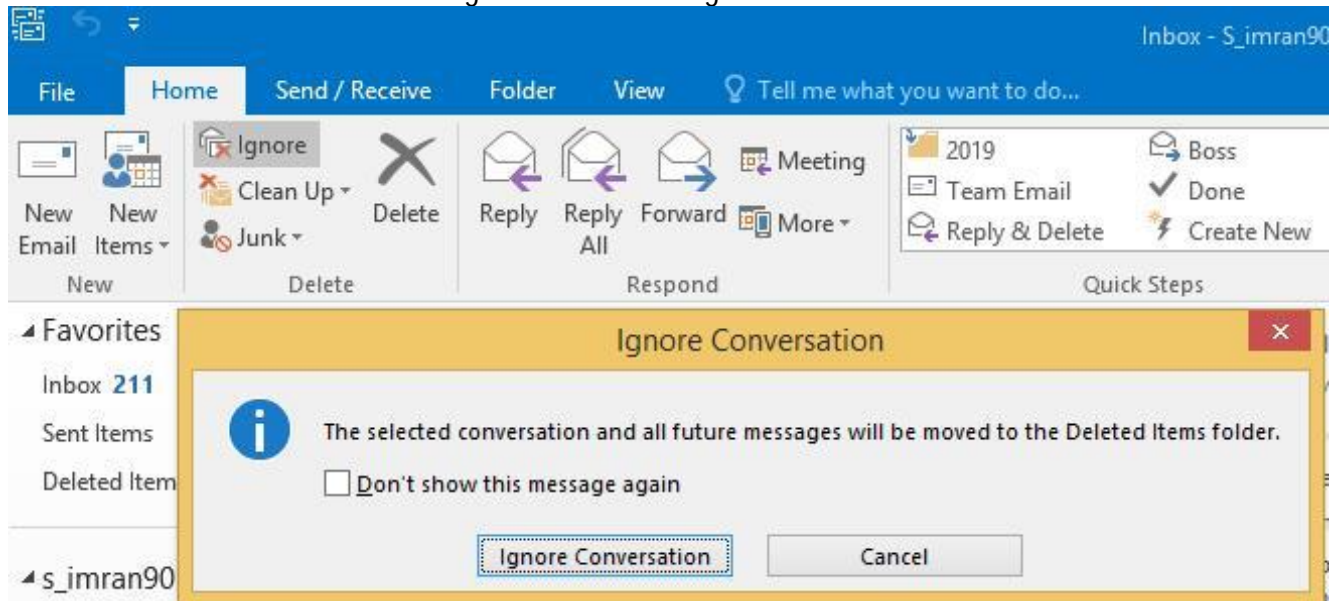 Inbox - S_imran90
File Home Send / Receive Folder View Tell me what you want to do...
Ignore
Clean Up
Junk
Delete
New Email
New Items
Reply
Reply All
Forward
Meeting
More
2019
Team Email
Reply & Delete
Boss
Done
Create New
New Delete Respond Quick Steps
Favorites
Inbox 211
Sent Items
Deleted Item
s_imran90
Ignore Conversation
The selected conversation and all future messages will be moved to the Deleted Items folder.
Don't show this message again
Ignore Conversation Cancel